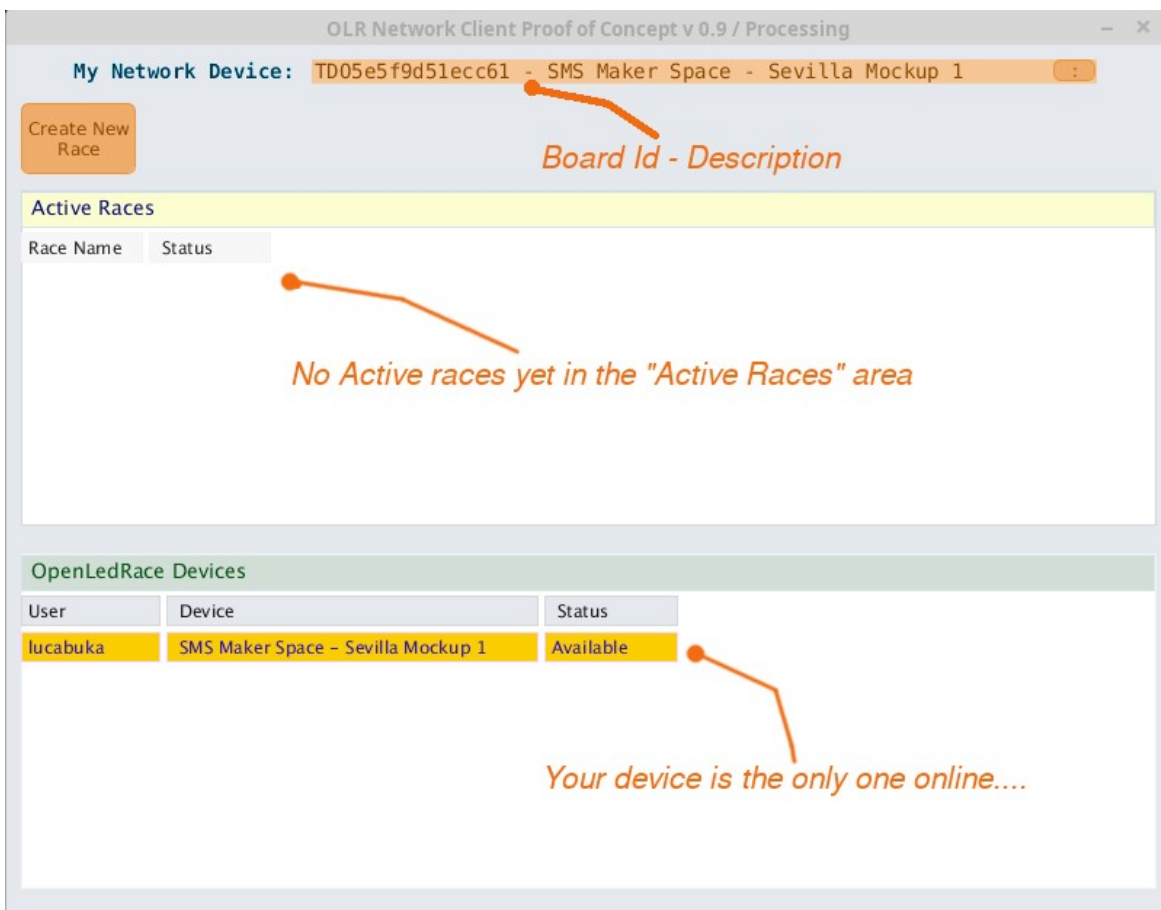 OLR Network Client Proof of Concept v 0.9 / Processing
My Network Device: TD05e5f9d51ecc61 - SMS Maker Space - Sevilla Mockup 1 :
Create New
Race
Board Id - Description
Active Races
Race Name Status
No Active races yet in the "Active Races" area
OpenLedRace Devices
User Device Status
lucabuka SMS Maker Space – Sevilla Mockup 1 Available
Your device is the only one online....